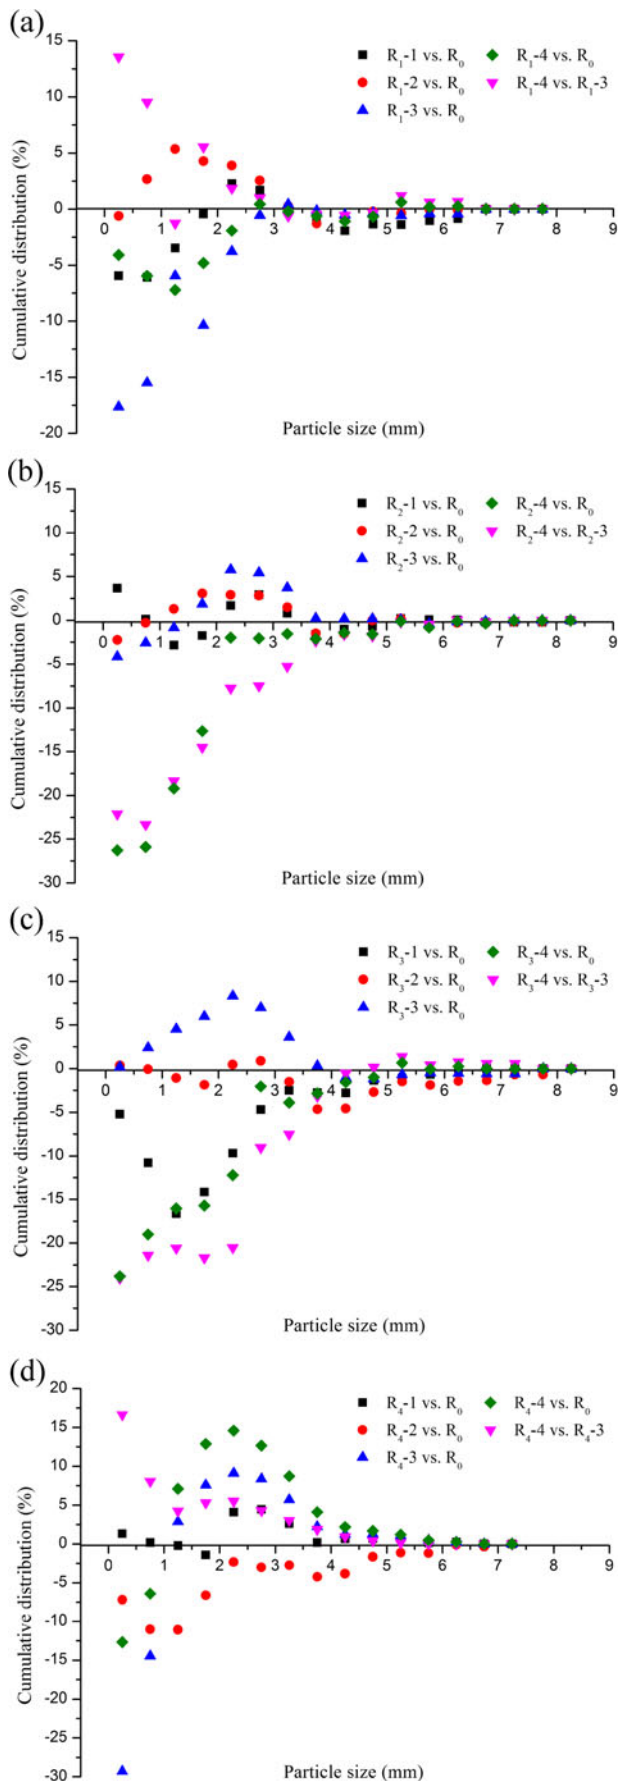 (a)
15
10
5
0
-5
-10
-15
-20
0 1 2 3 4 5 6 7 8 9
R₁-1 vs. R₀
R₁-2 vs. R₀
R₁-3 vs. R₀
R₁-4 vs. R₀
R₁-4 vs. R₁-3
Cumulative distribution (%)
Particle size (mm)
(b)
15
10
5
0
-5
-10
-15
-20
-25
-30
0 1 2 3 4 5 6 7 8 9
R₂-1 vs. R₀
R₂-2 vs. R₀
R₂-3 vs. R₀
R₂-4 vs. R₀
R₂-4 vs. R₂-3
Cumulative distribution (%)
Particle size (mm)
(c)
15
10
5
0
-5
-10
-15
-20
-25
-30
0 1 2 3 4 5 6 7 8 9
R₃-1 vs. R₀
R₃-2 vs. R₀
R₃-3 vs. R₀
R₃-4 vs. R₀
R₃-4 vs. R₃-3
Cumulative distribution (%)
Particle size (mm)
(d)
20
15
10
5
0
-5
-10
-15
-20
-25
-30
0 1 2 3 4 5 6 7 8 9
R₄-1 vs. R₀
R₄-2 vs. R₀
R₄-3 vs. R₀
R₄-4 vs. R₀
R₄-4 vs. R₄-3
Cumulative distribution (%)
Particle size (mm)